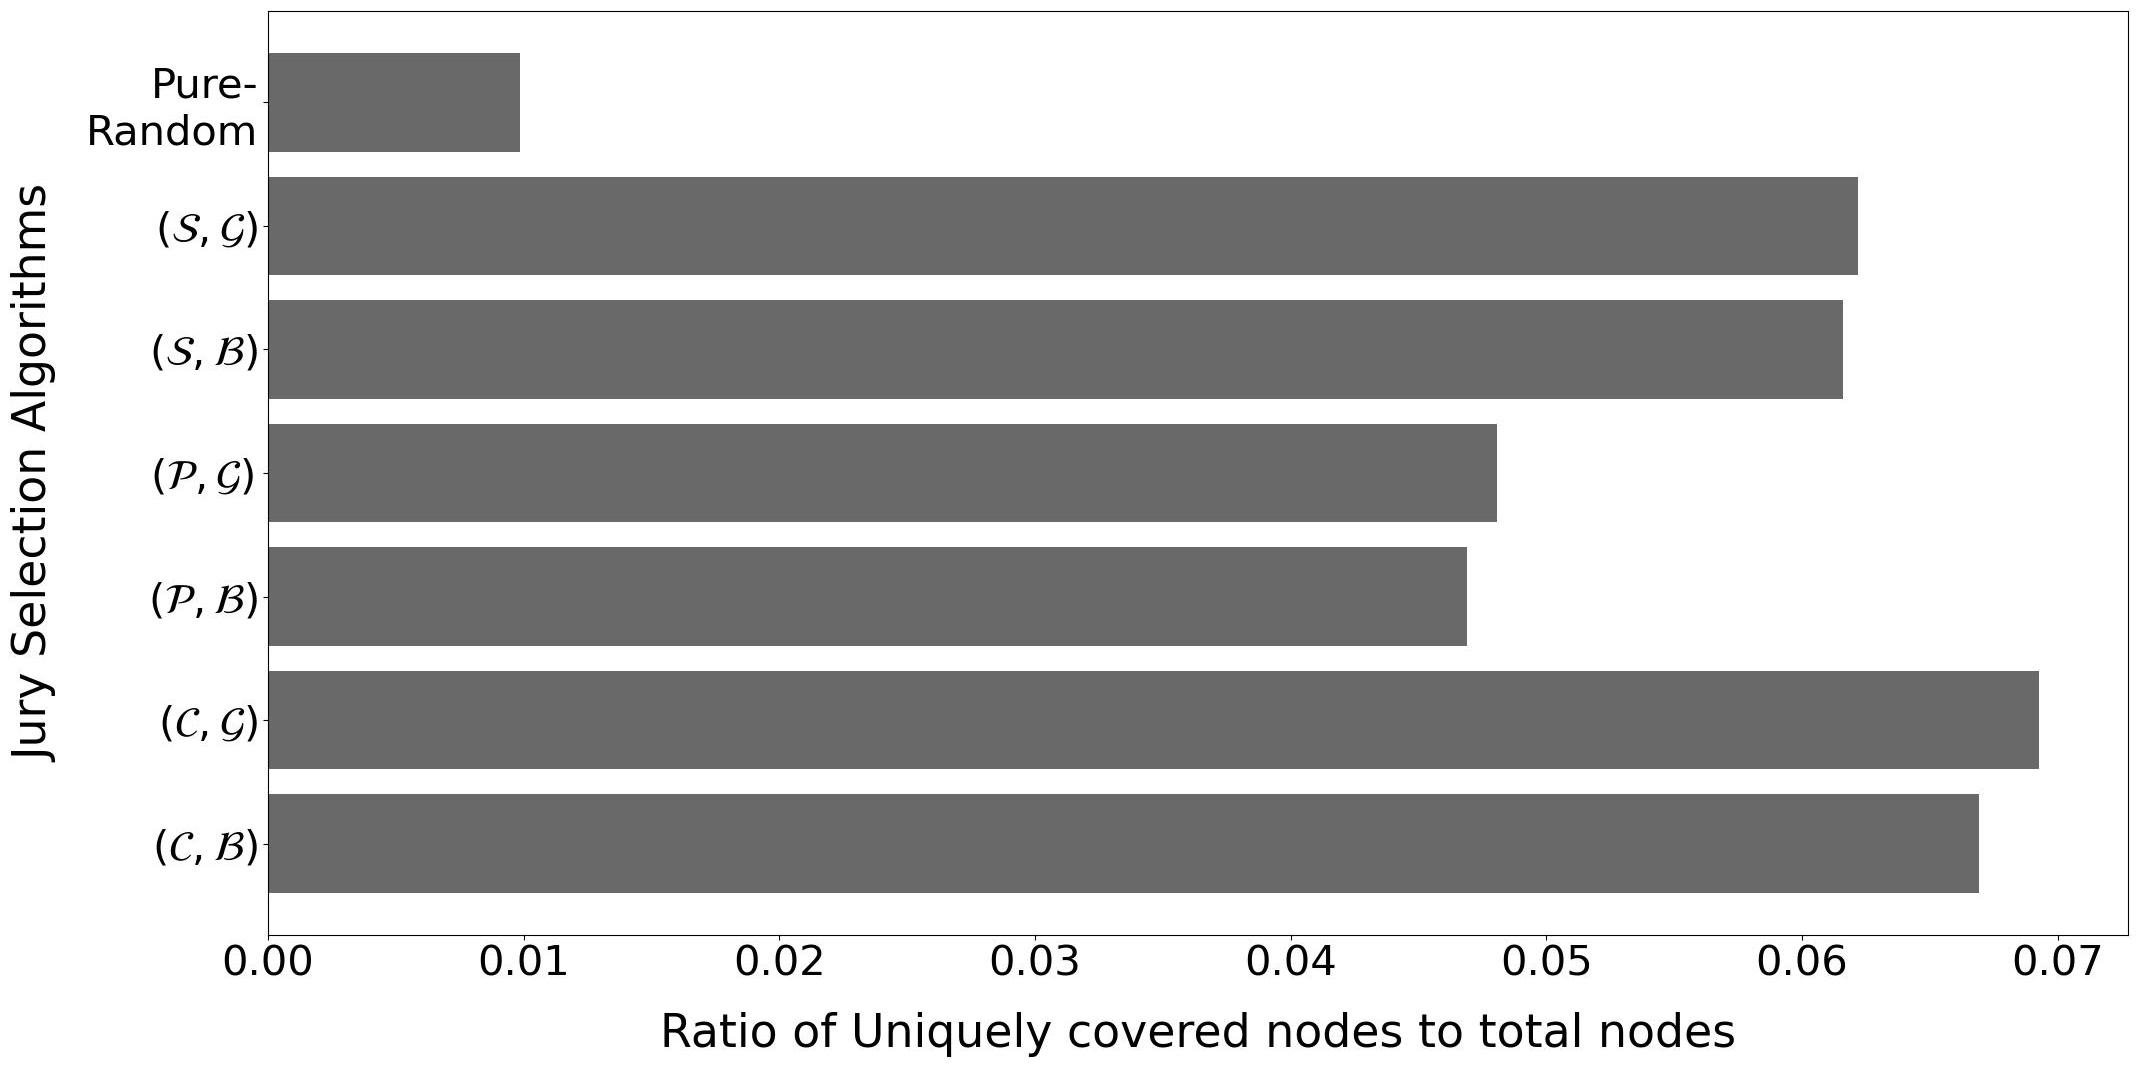 Jury Selection Algorithms
Pure-
Random
(𝒮, 𝒢)
(𝒮, ℬ)
(𝒫, 𝒢)
(𝒫, ℬ)
(𝒞, 𝒢)
(𝒞, ℬ)
0.00 0.01 0.02 0.03 0.04 0.05 0.06 0.07
Ratio of Uniquely covered nodes to total nodes